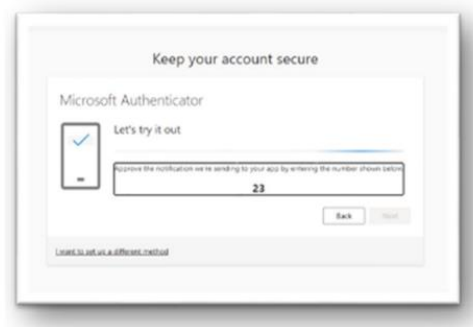 Keep your account secure
Microsoft Authenticator
Let's try it out
Approve the notification we're sending to your app by entering the number shown below.
23
Back
Next
I want to set up a different method